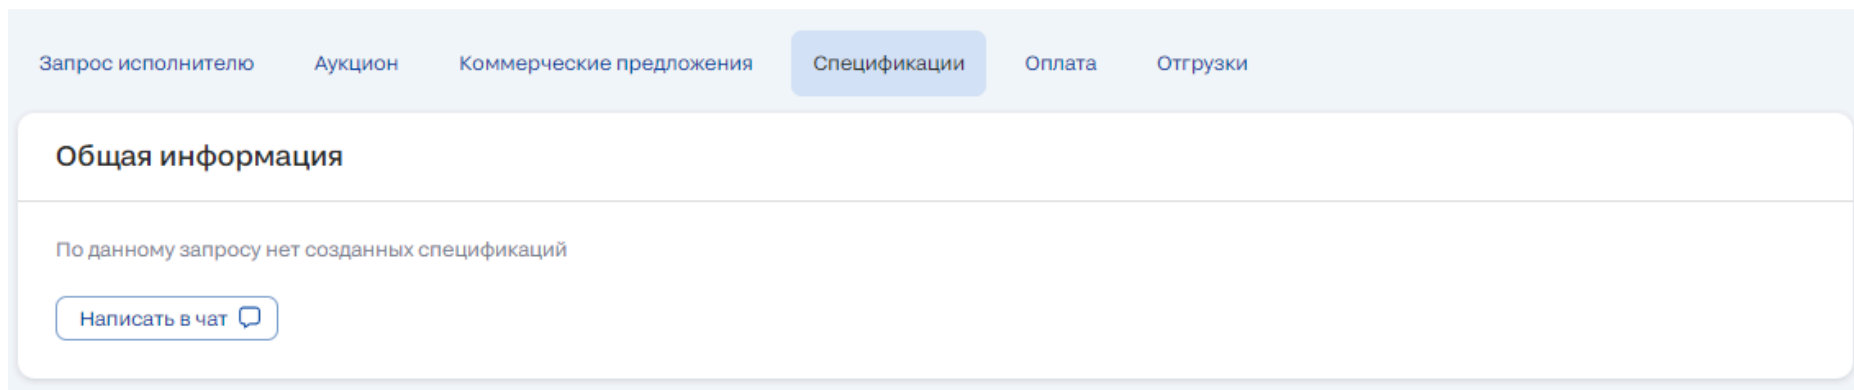 Запрос исполнителю Аукцион Коммерческие предложения Спецификации Оплата Отгрузки
Общая информация
По данному запросу нет созданных спецификаций
Написать в чат